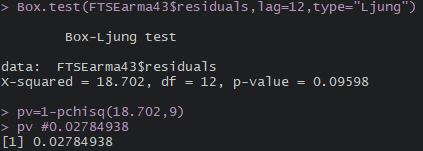 > Box.test(FTSEarma43$residuals,lag=12,type="Ljung")
Box-Ljung test
data:  FTSEarma43$residuals
X-squared = 18.702, df = 12, p-value = 0.09598
> pv=1-pchisq(18.702,9)
> pv #0.02784938
[1] 0.02784938